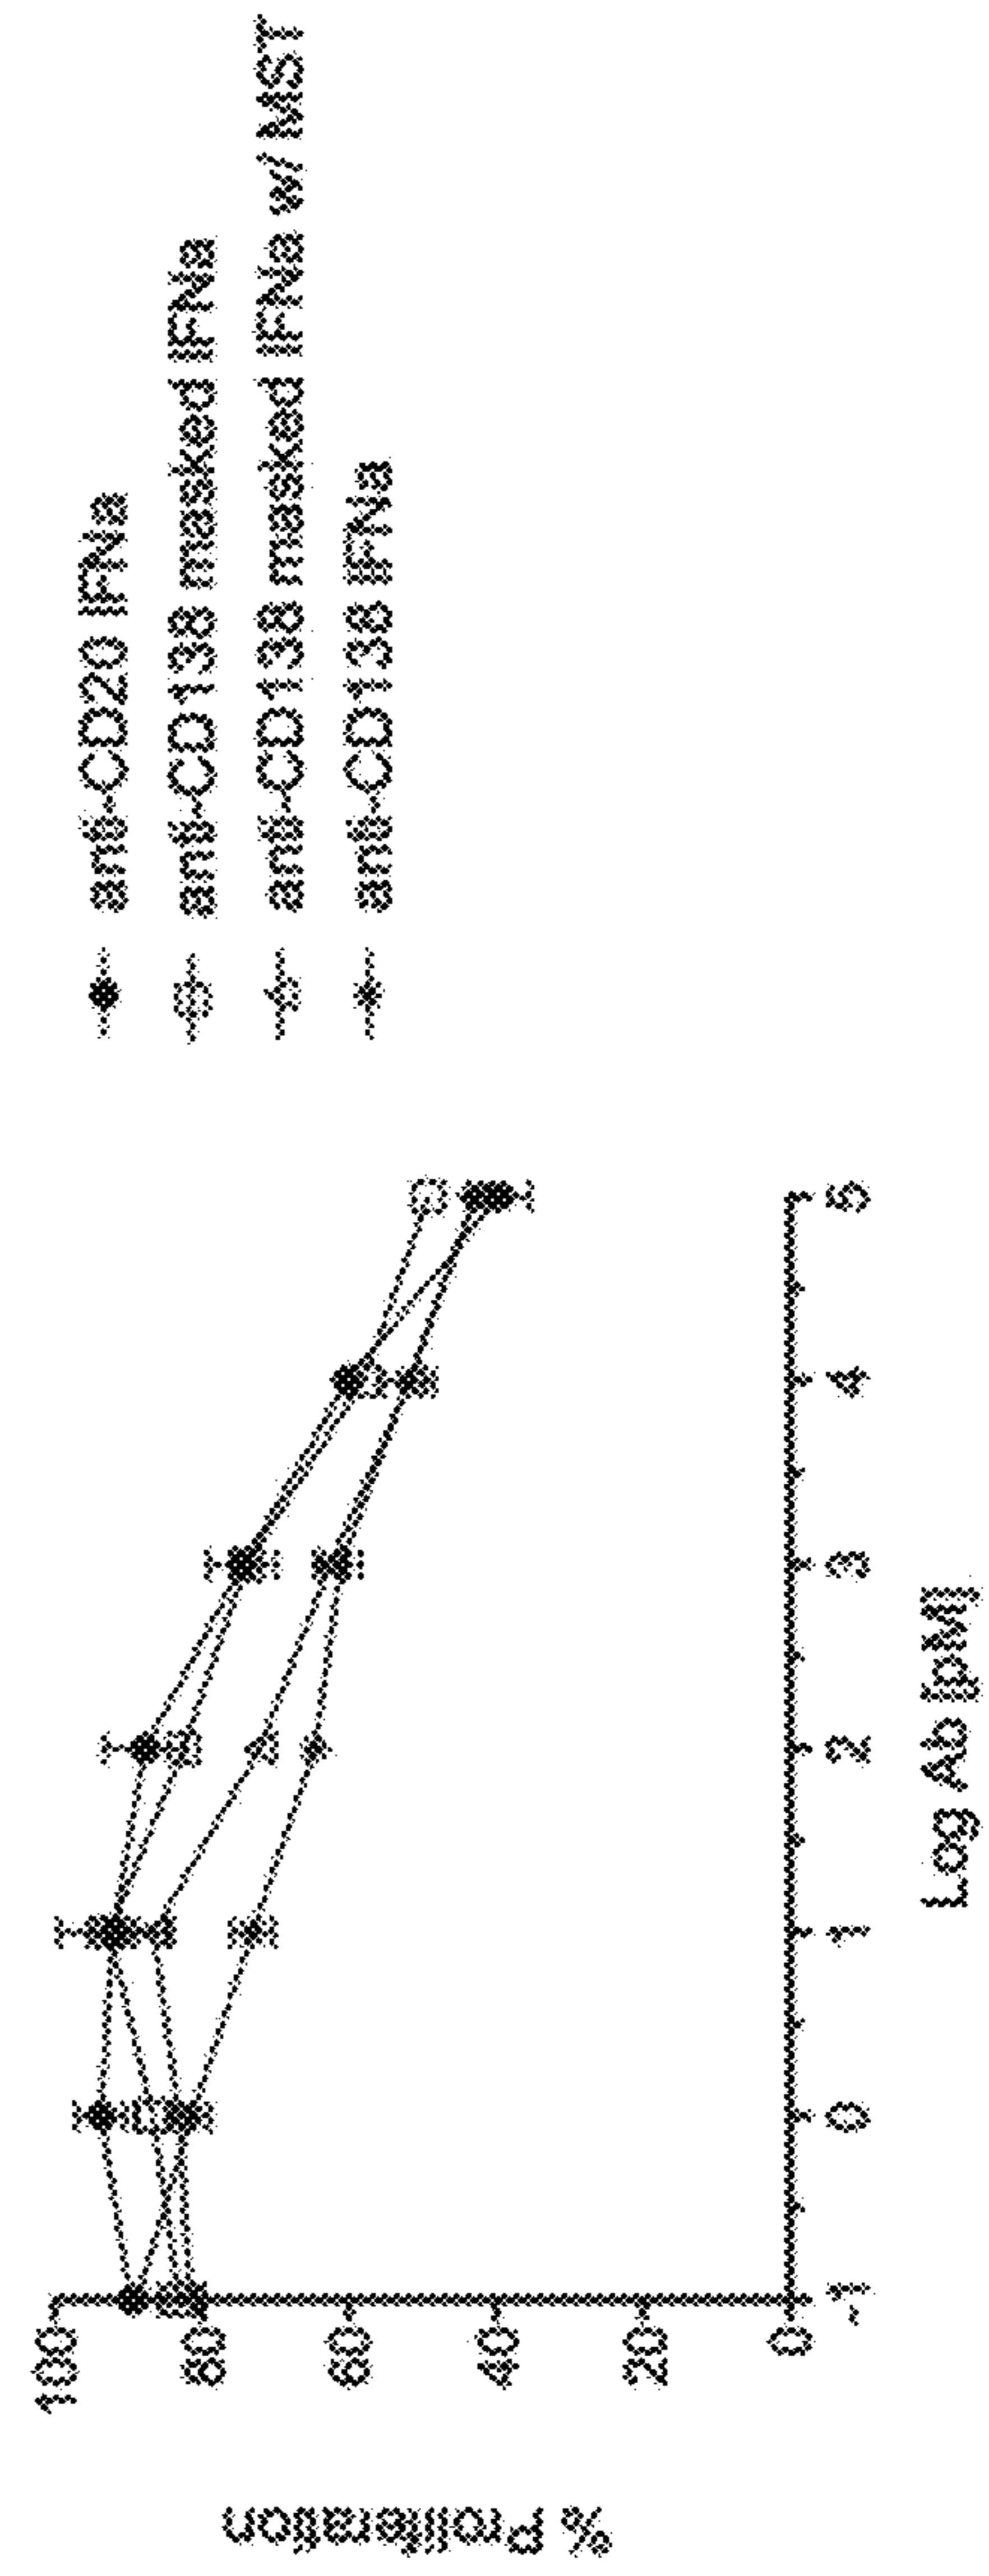 anti-CD20 IFNa
anti-CD138 masked IFNa
anti-CD138 masked IFNa w/ MST
anti-CD138 IFNa
% Proliferation
100
80
60
40
20
0
-1
0
1
2
3
4
5
Log Ab [pM]